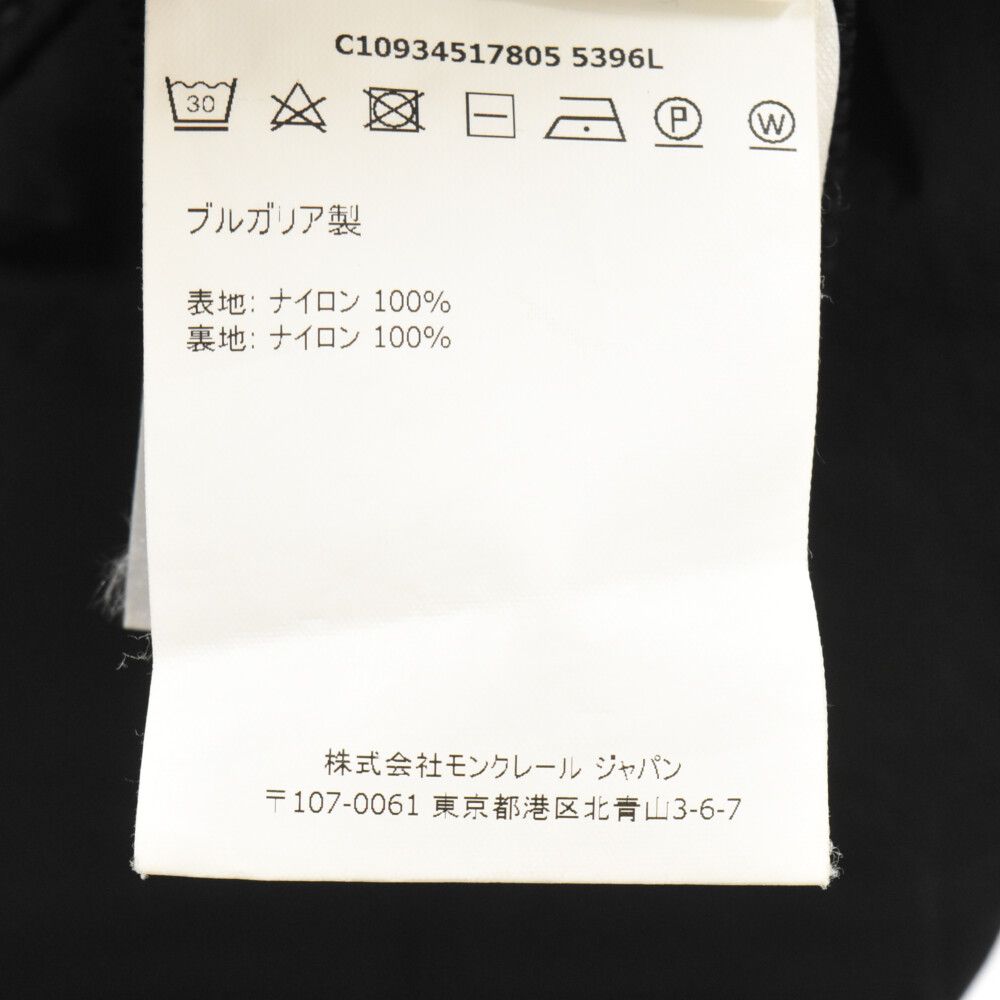 C10934517805 5396L
30 P W
ブルガリア製
表地: ナイロン 100%
裏地: ナイロン 100%
株式会社モンクレール ジャパン
〒107-0061 東京都港区北青山3-6-7